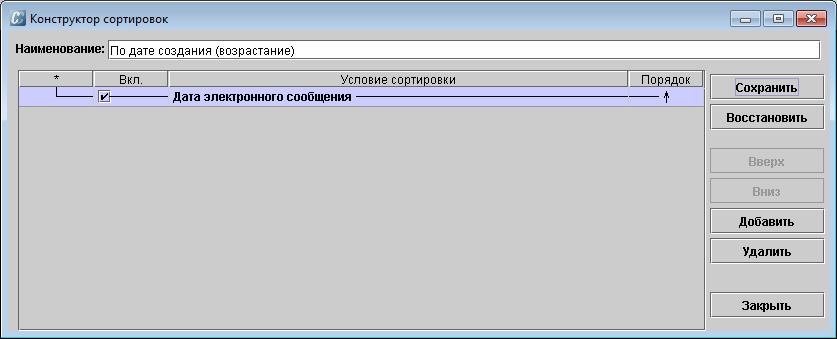 Конструктор сортировок
Наименование: По дате создания (возрастание)
* Вкл. Условие сортировки Порядок
Дата электронного сообщения
Сохранить
Восстановить
Вверх
Вниз
Добавить
Удалить
Закрыть